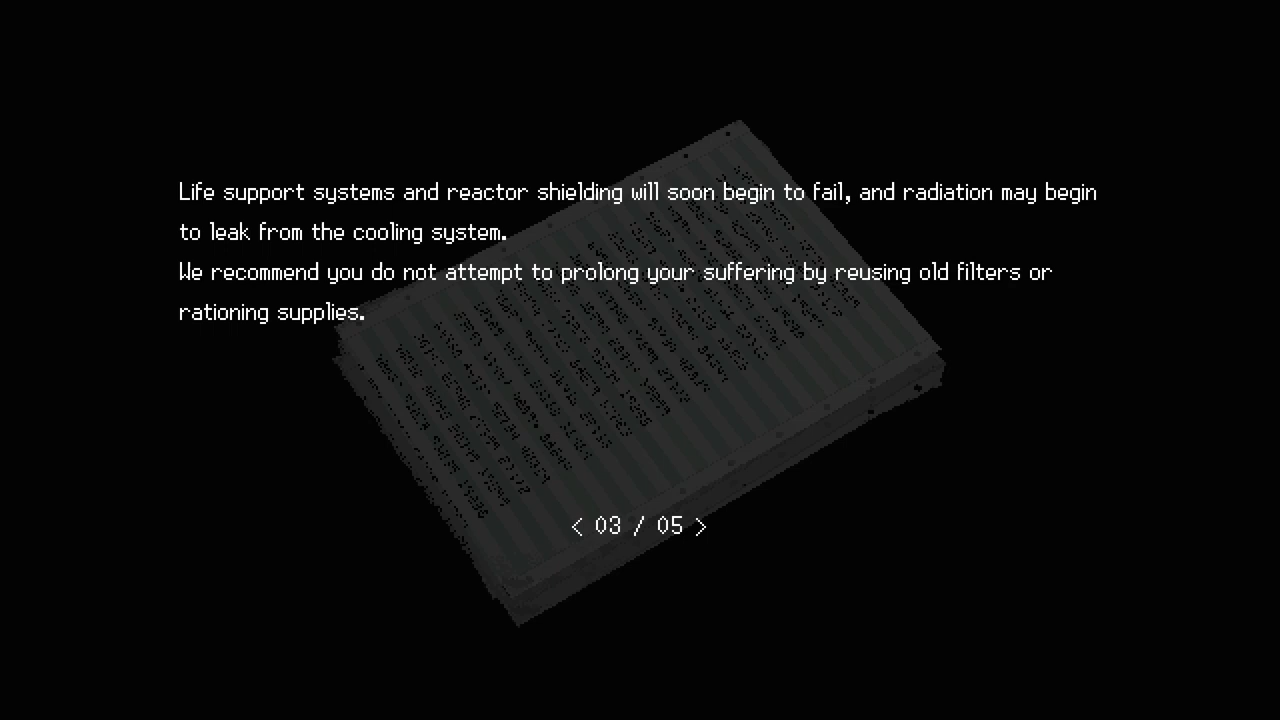 Life support systems and reactor shielding will soon begin to fail, and radiation may begin
to leak from the cooling system.
We recommend you do not attempt to prolong your suffering by reusing old filters or
rationing supplies.
< 03 / 05 >